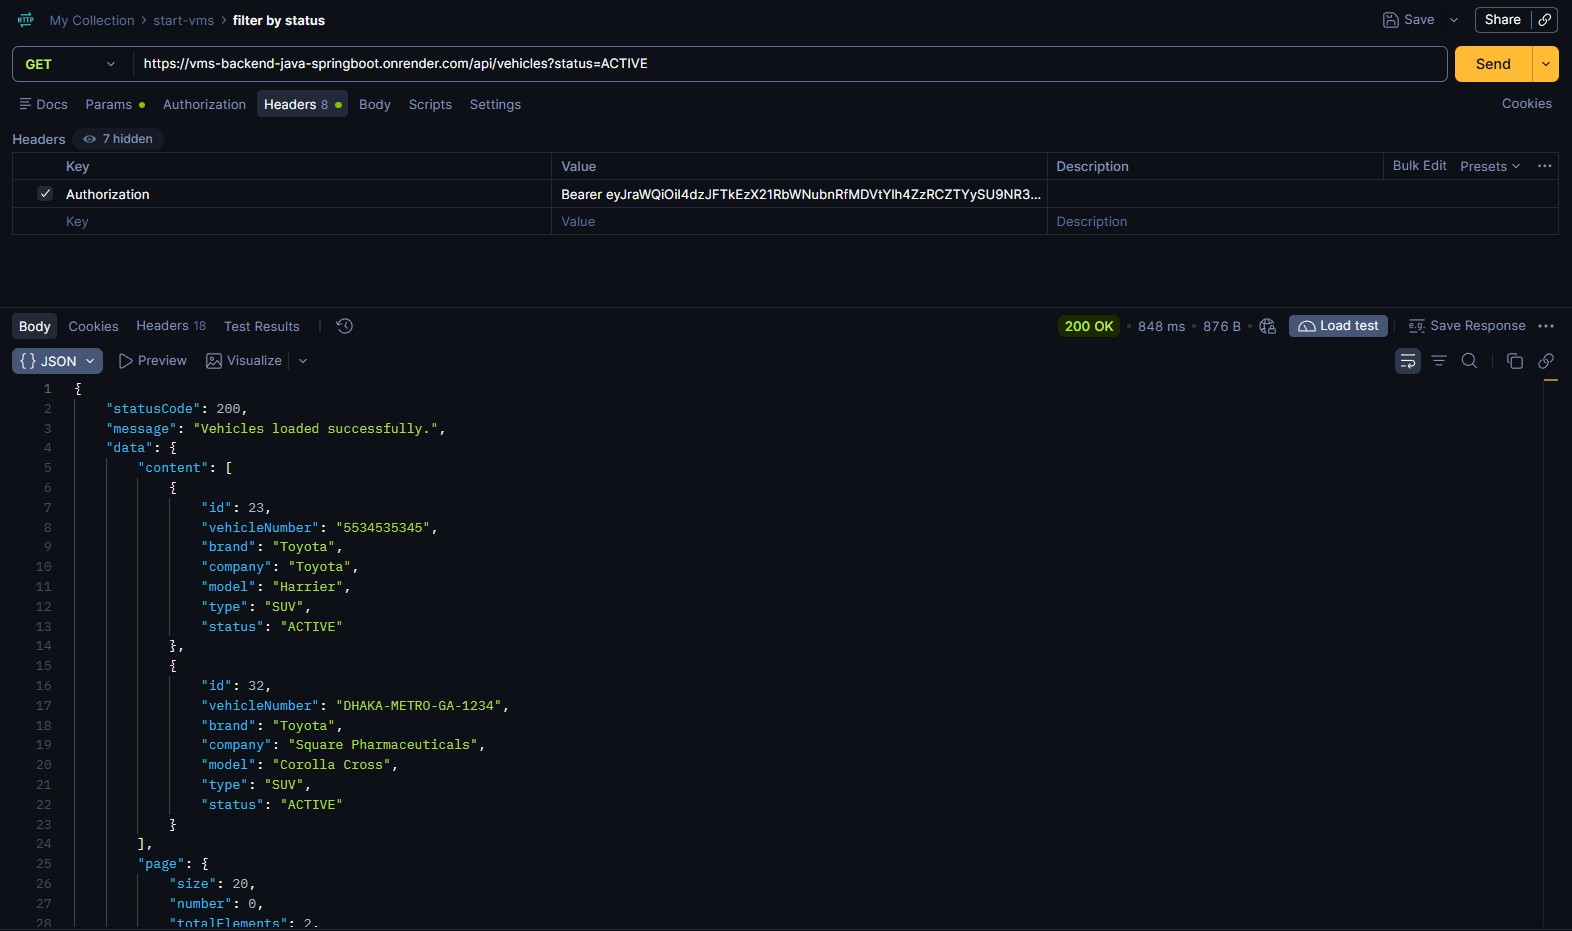 HTTP My Collection > start-vms > filter by status Save Share
GET https://vms-backend-java-springboot.onrender.com/api/vehicles?status=ACTIVE Send
Docs Params Authorization Headers 8 Body Scripts Settings Cookies
Headers 7 hidden
Key Value Description Bulk Edit Presets ...
Authorization Bearer eyJraWQiOiI4dzJFTkEzX21RbWNubnRfMDVtYlh4ZzRCZTYySU9NR3...
Key Value Description
Body Cookies Headers 18 Test Results 200 OK • 848 ms • 876 B • Load test e.g. Save Response ...
{} JSON Preview Visualize
1 {
2 "statusCode": 200,
3 "message": "Vehicles loaded successfully.",
4 "data": {
5 "content": [
6 {
7 "id": 23,
8 "vehicleNumber": "5534535345",
9 "brand": "Toyota",
10 "company": "Toyota",
11 "model": "Harrier",
12 "type": "SUV",
13 "status": "ACTIVE"
14 },
15 {
16 "id": 32,
17 "vehicleNumber": "DHAKA-METRO-GA-1234",
18 "brand": "Toyota",
19 "company": "Square Pharmaceuticals",
20 "model": "Corolla Cross",
21 "type": "SUV",
22 "status": "ACTIVE"
23 }
24 ],
25 "page": {
26 "size": 20,
27 "number": 0,
28 "totalElements": 2,